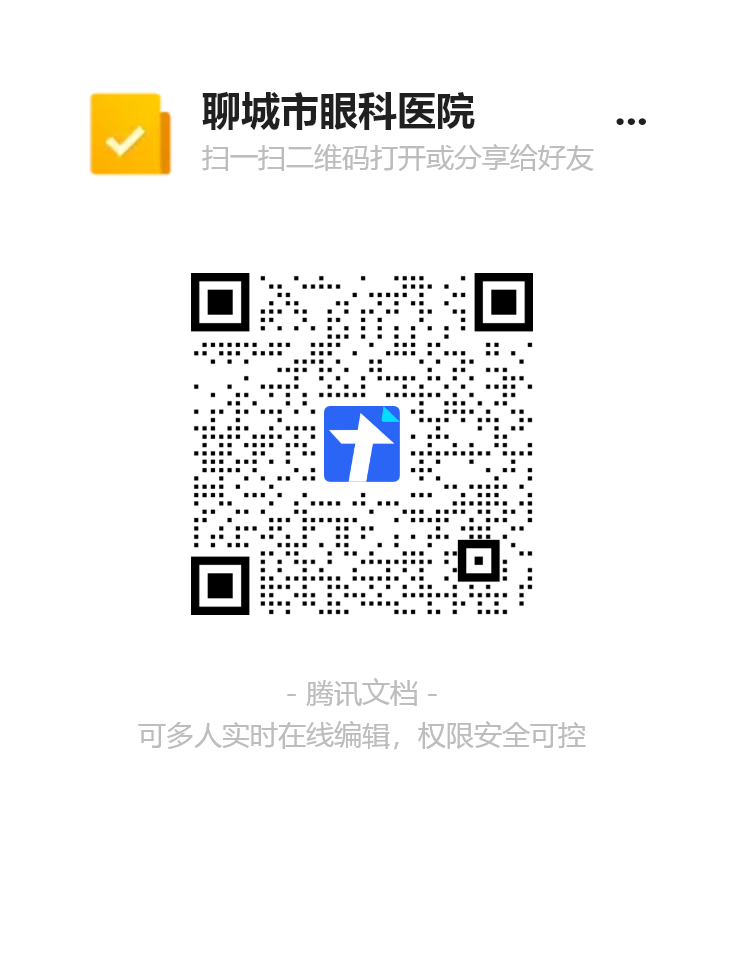 聊城市眼科医院 ...
扫一扫二维码打开或分享给好友
- 腾讯文档 -
可多人实时在线编辑，权限安全可控